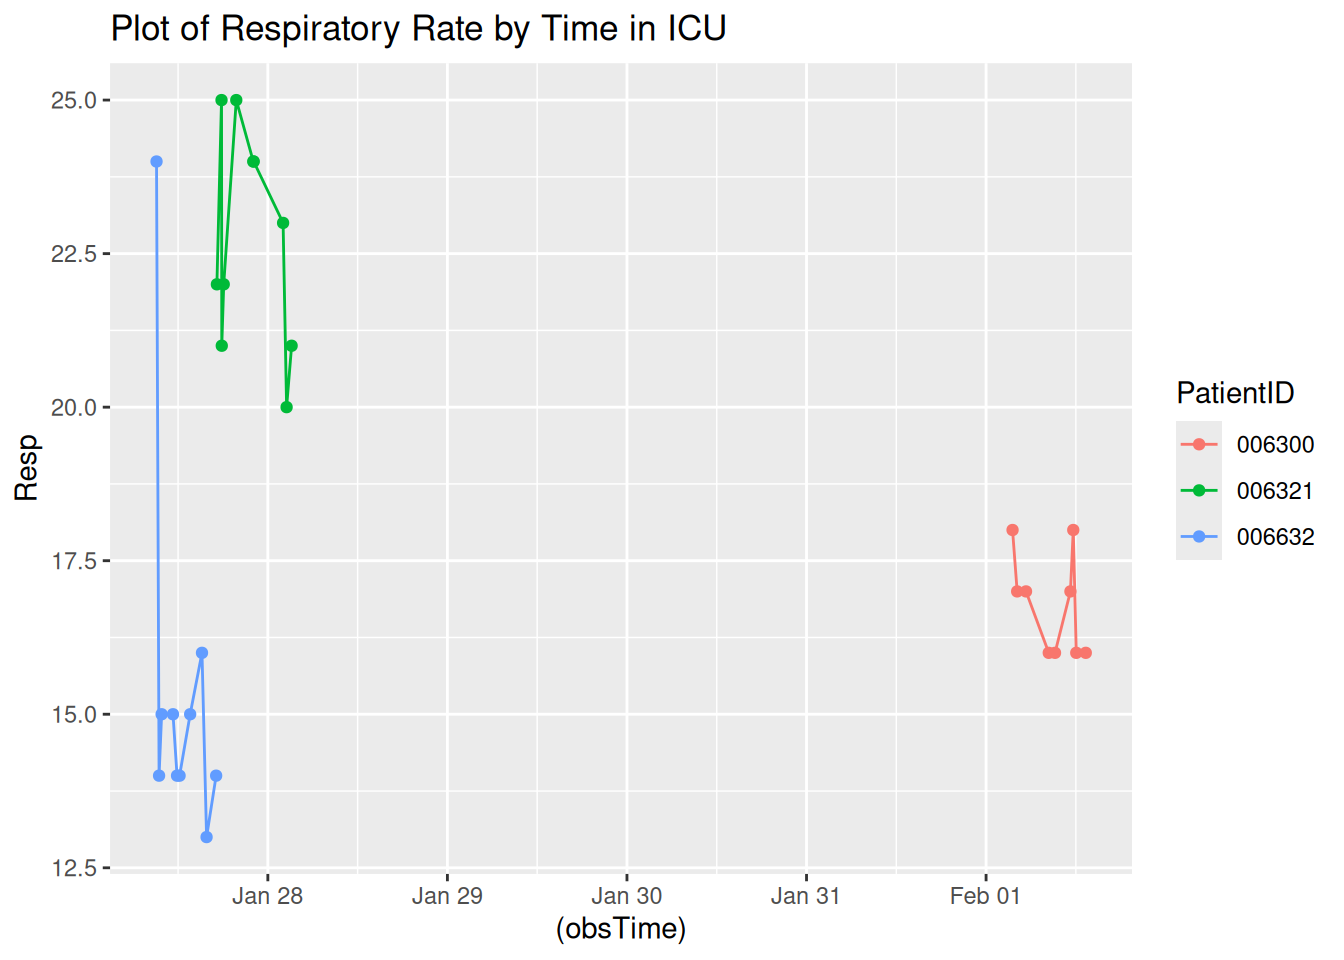 Plot of Respiratory Rate by Time in ICU
25.0
22.5
20.0
17.5
15.0
12.5
Resp
Jan 28
Jan 29
Jan 30
Jan 31
Feb 01
(obsTime)
PatientID
006300
006321
006632